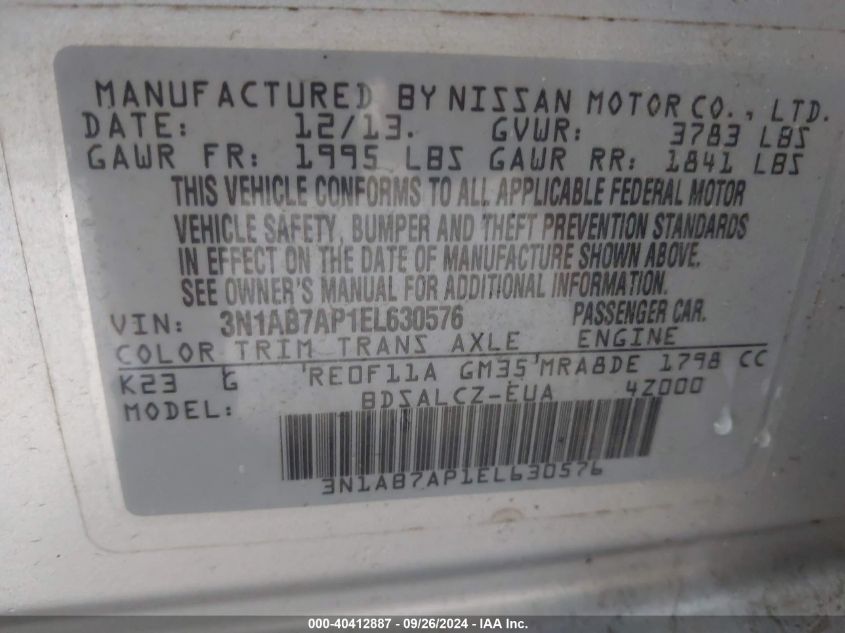 MANUFACTURED BY NISSAN MOTOR CO., LTD.
DATE: 12/13. GVWR: 3783 LBS
GAWR FR: 1995 LBS GAWR RR: 1841 LBS
THIS VEHICLE CONFORMS TO ALL APPLICABLE FEDERAL MOTOR
VEHICLE SAFETY, BUMPER AND THEFT PREVENTION STANDARDS
IN EFFECT ON THE DATE OF MANUFACTURE SHOWN ABOVE.
SEE OWNER'S MANUAL FOR ADDITIONAL INFORMATION.
VIN: 3N1AB7AP1EL630576 PASSENGER CAR.
COLOR TRIM TRANS AXLE ENGINE
K23 G RE0F11A GM35 MRA8DE 1798 CC
MODEL: BDSALCZ-EUA 4Z000
3N1AB7AP1EL630576
000-40412887 - 09/26/2024 - IAA Inc.